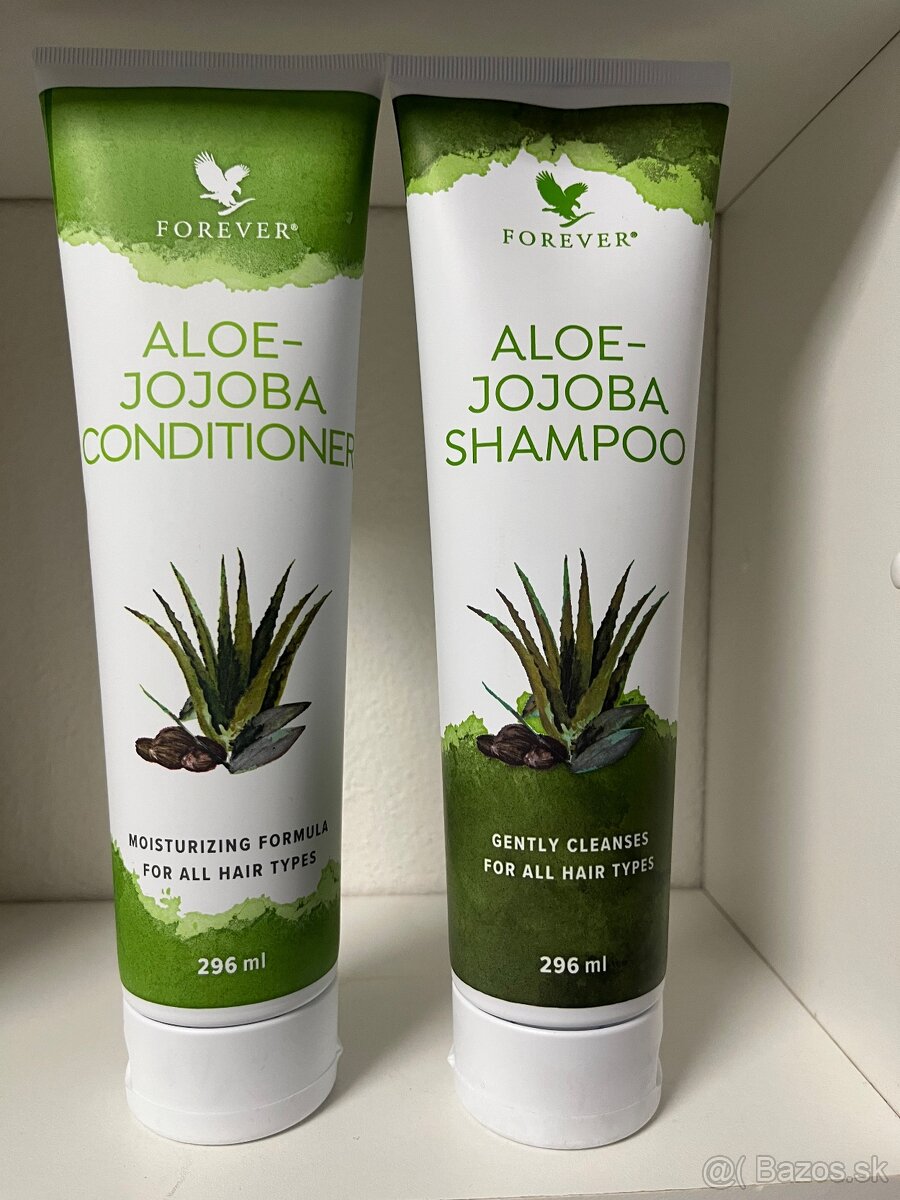 FOREVER®
ALOE-
JOJOBA
CONDITIONER
MOISTURIZING FORMULA
FOR ALL HAIR TYPES
296 ml
FOREVER®
ALOE-
JOJOBA
SHAMPOO
GENTLY CLEANSES
FOR ALL HAIR TYPES
296 ml
@( Bazos.sk